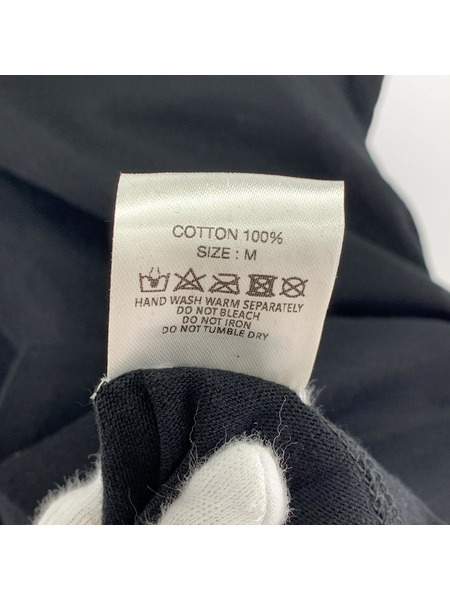 COTTON 100%
SIZE : M
HAND WASH WARM SEPARATELY
DO NOT BLEACH
DO NOT IRON
DO NOT TUMBLE DRY